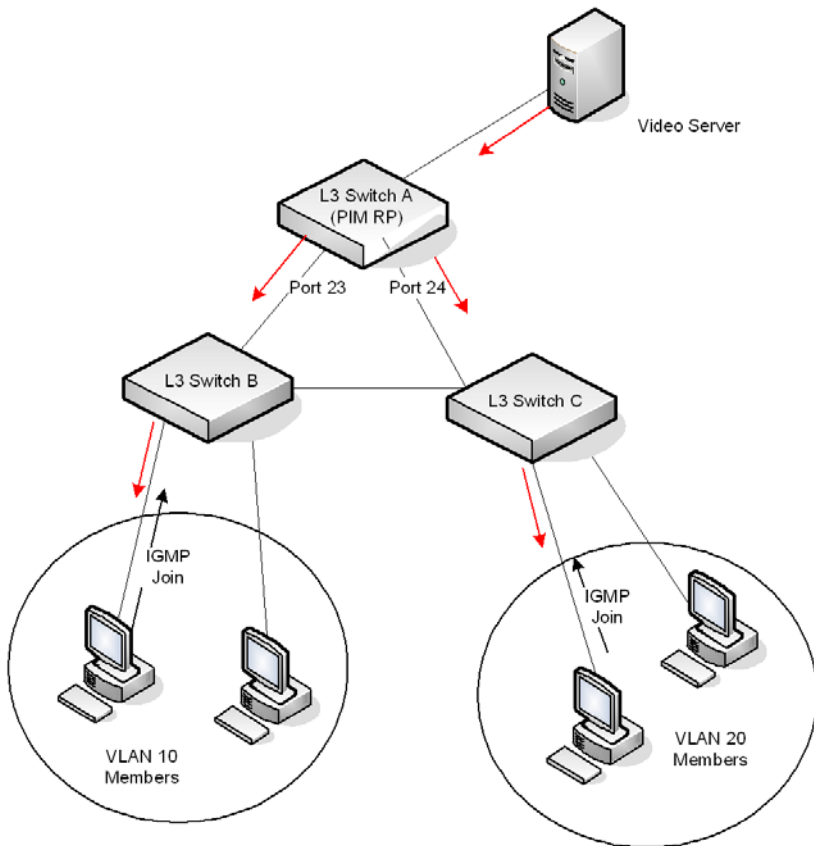 Video Server
L3 Switch A
(PIM RP)
Port 23
Port 24
L3 Switch B
L3 Switch C
IGMP
Join
IGMP
Join
VLAN 10
Members
VLAN 20
Members